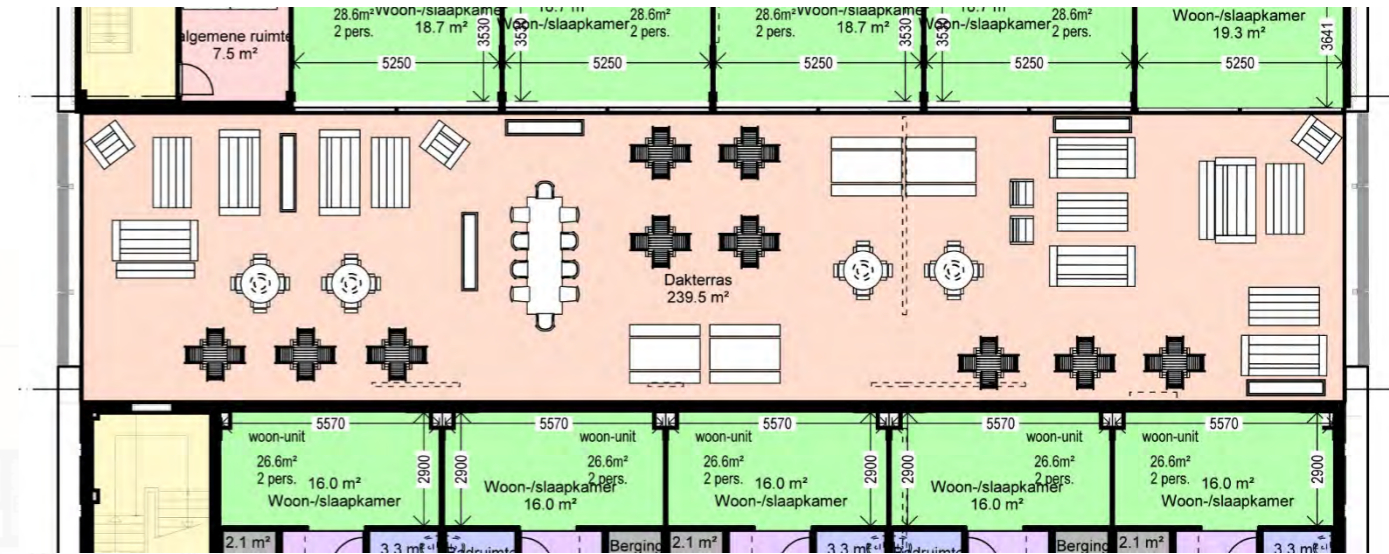 28.6m² Woon-/slaapkamer
2 pers. 18.7 m²
3530
3530
Woon-/slaapkamer 28.6m²
2 pers.
28.6m² Woon-/slaapkamer
2 pers. 18.7 m²
3530
3530
18.7 m²
Woon-/slaapkamer 28.6m²
2 pers.
Woon-/slaapkamer
19.3 m²
3641
algemene ruimte
7.5 m²
5250
5250
5250
5250
5250
Dakterras
239.5 m²
5570
5570
5570
5570
5570
woon-unit
26.6m²
2 pers. 16.0 m²
Woon-/slaapkamer
2900
2900
woon-unit
26.6m²
Woon-/slaapkamer 2 pers.
16.0 m²
woon-unit
26.6m²
2 pers. 16.0 m²
Woon-/slaapkamer
2900
2900
woon-unit
26.6m²
Woon-/slaapkamer 2 pers.
16.0 m²
woon-unit
26.6m²
2 pers. 16.0 m²
Woon-/slaapkamer
2900
2.1 m²
3.3 m²
Berging
2.1 m²
3.3 m²
Berging
2.1 m²
3.3 m²